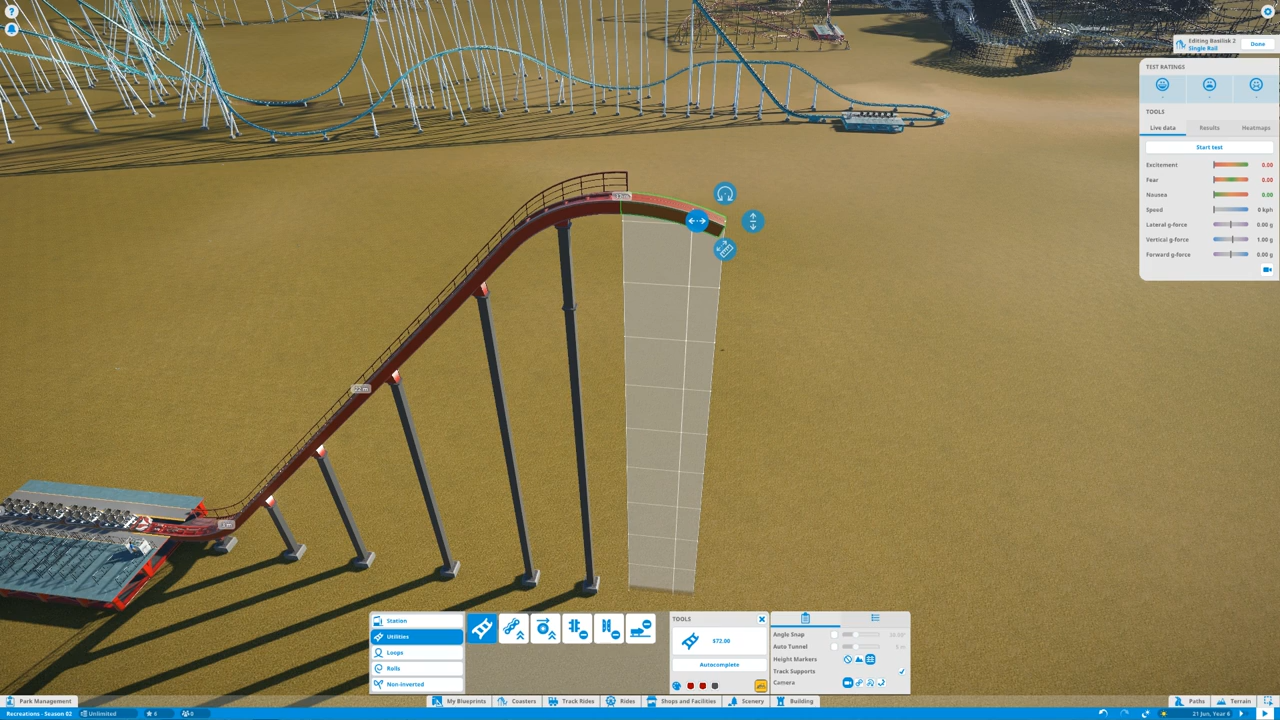 ?
Editing Basilisk 2
Single Rail
Done
TEST RATINGS
- - -
TOOLS
Live data Results Heatmaps
Start test
Excitement 0.00
Fear 0.00
Nausea 0.00
Speed 0 kph
Lateral g-force 0.00 g
Vertical g-force 1.00 g
Forward g-force 0.00 g
Station
Utilities
Loops
Rolls
Non-inverted
TOOLS
$72.00
Autocomplete
Angle Snap
Auto Tunnel
Height Markers
Track Supports
Camera
Park Management My Blueprints Coasters Track Rides Rides Shops and Facilities Scenery Building Paths Terrain
Recreations - Season 02 Unlimited 21 Jun, Year 6